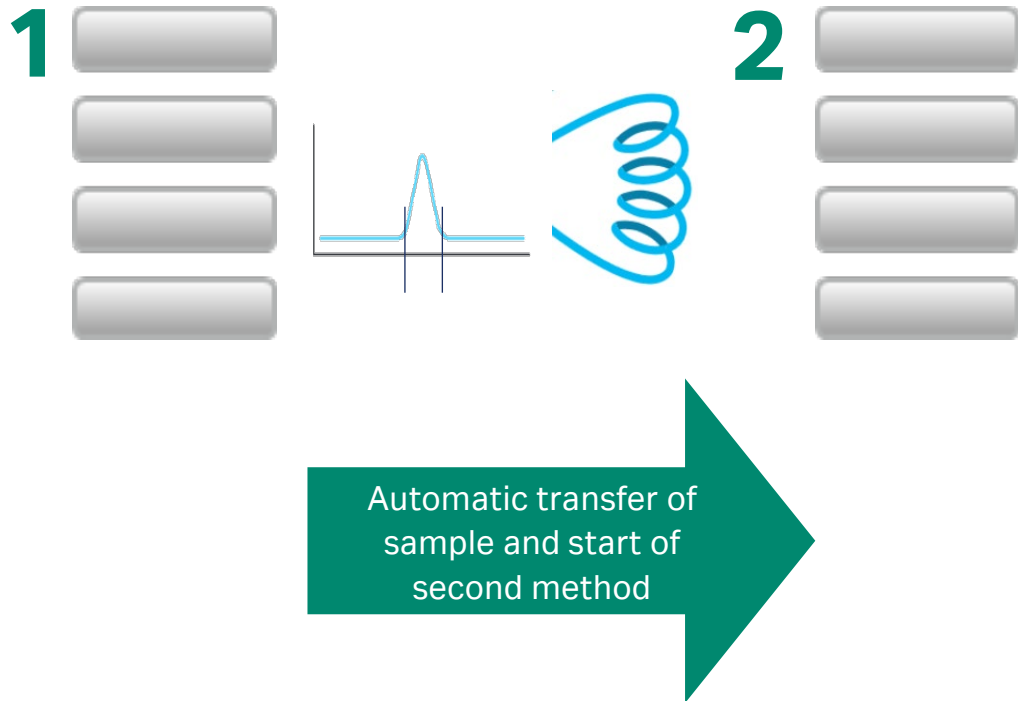 1
2
Automatic transfer of
sample and start of
second method